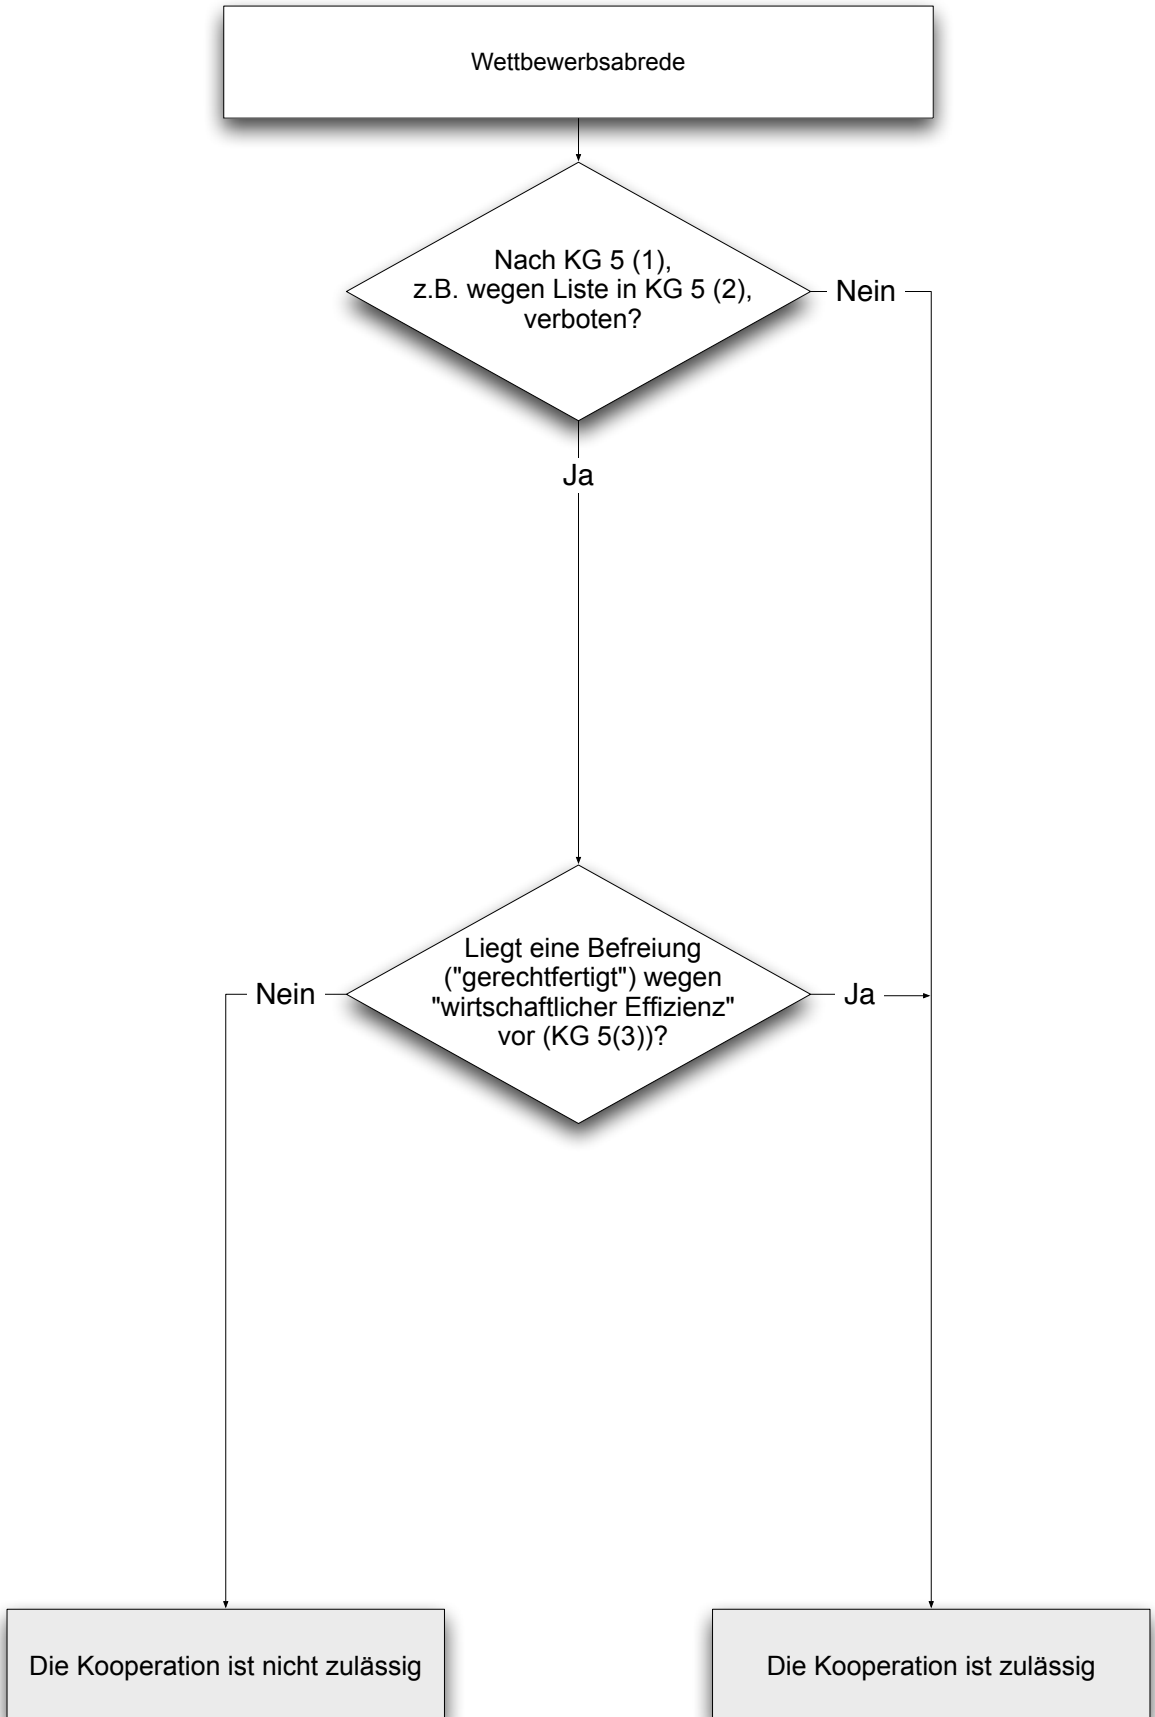 Wettbewerbsabrede
Nach KG 5 (1),
z.B. wegen Liste in KG 5 (2),
verboten?
Nein
Ja
Liegt eine Befreiung
("gerechtfertigt") wegen
"wirtschaftlicher Effizienz"
vor (KG 5(3))?
Nein
Ja
Die Kooperation ist nicht zulässig
Die Kooperation ist zulässig